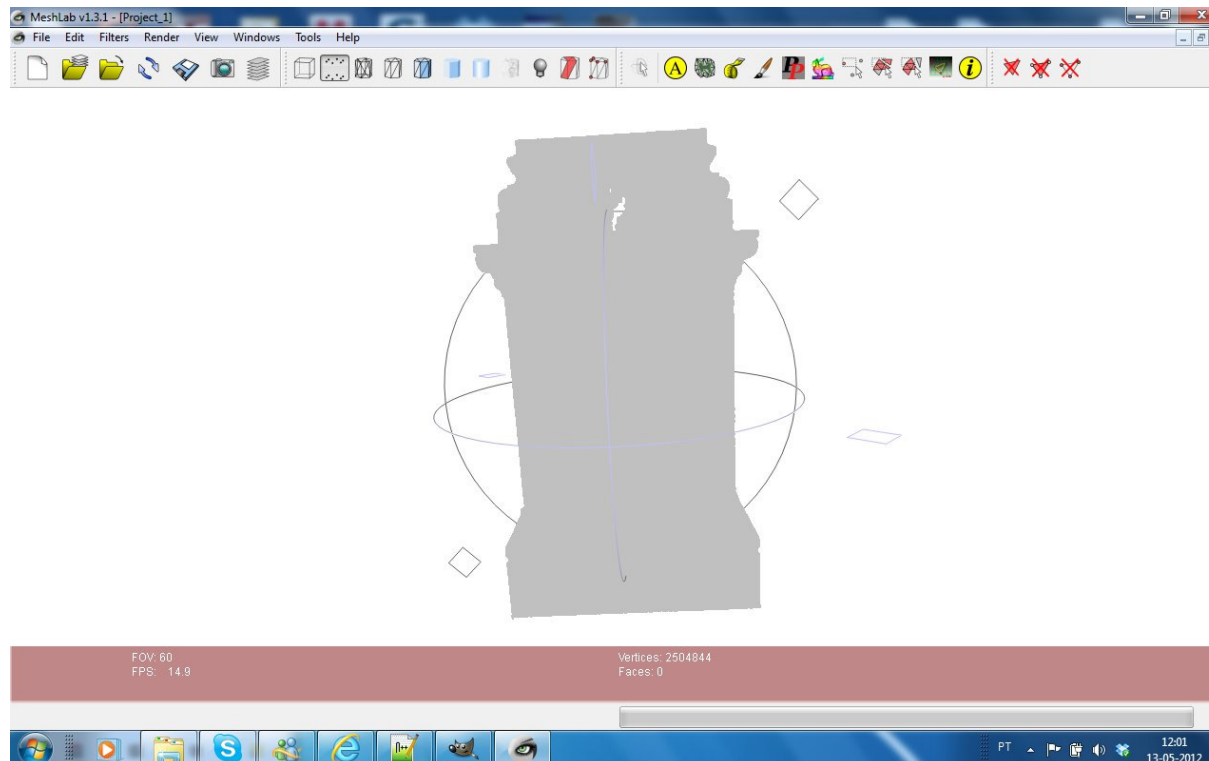 MeshLab v1.3.1 - [Project_1]
File Edit Filters Render View Windows Tools Help
A PP i
FOV: 60 Vertices: 2504844
FPS: 14.9 Faces: 0
PT 12:01
13-05-2012